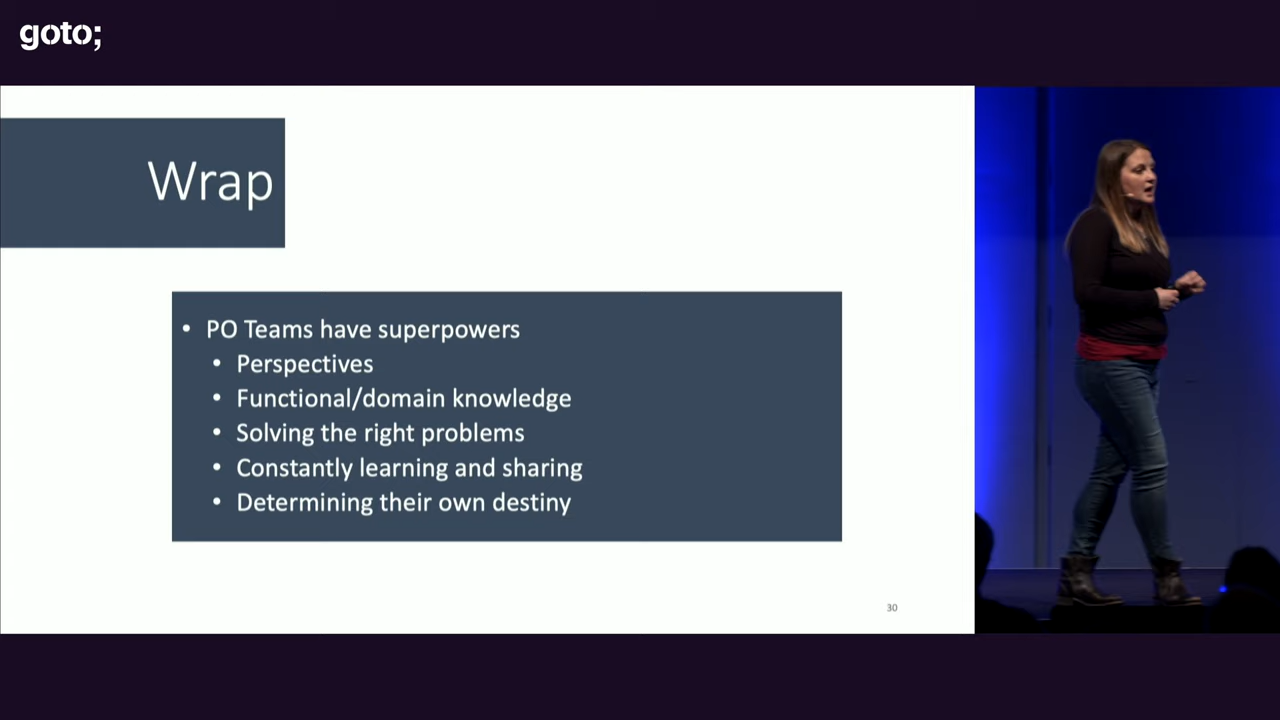 goto;
Wrap
• PO Teams have superpowers
• Perspectives
• Functional/domain knowledge
• Solving the right problems
• Constantly learning and sharing
• Determining their own destiny
30